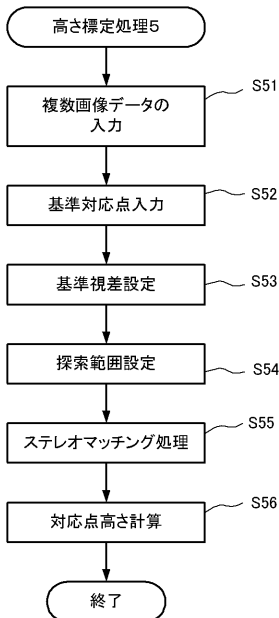 高さ標定処理5
S51
複数画像データの
入力
S52
基準対応点入力
S53
基準視差設定
S54
探索範囲設定
S55
ステレオマッチング処理
S56
対応点高さ計算
終了